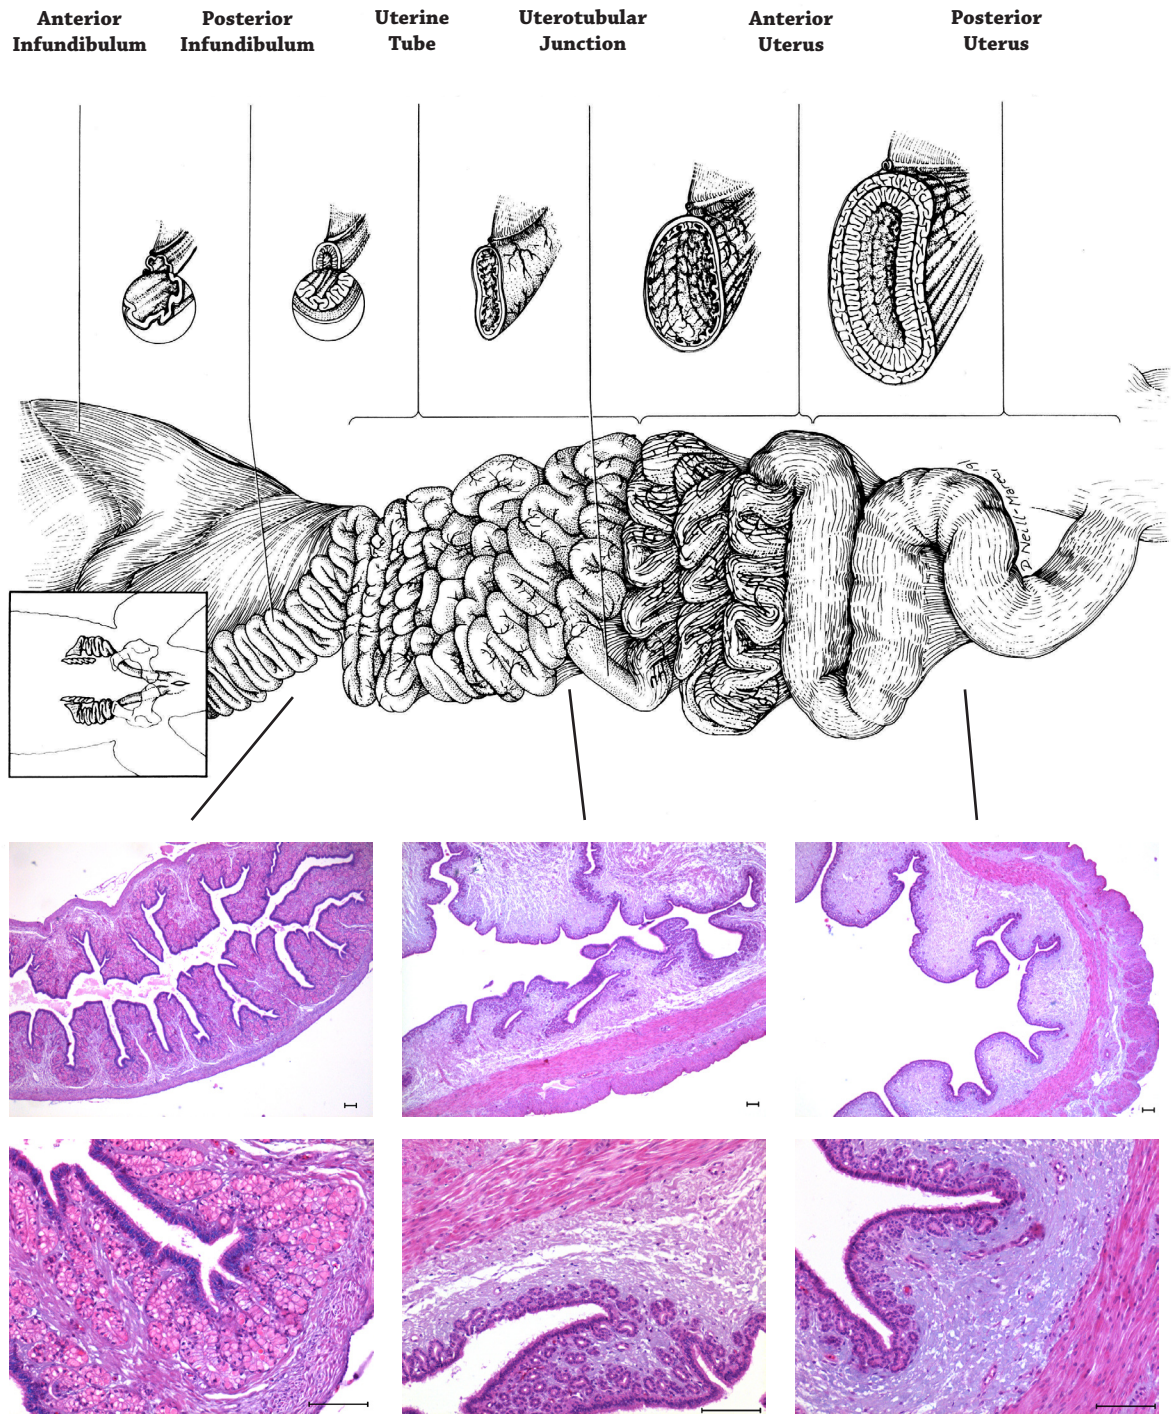 Anterior
Infundibulum
Posterior
Infundibulum
Uterine
Tube
Uterotubular
Junction
Anterior
Uterus
Posterior
Uterus